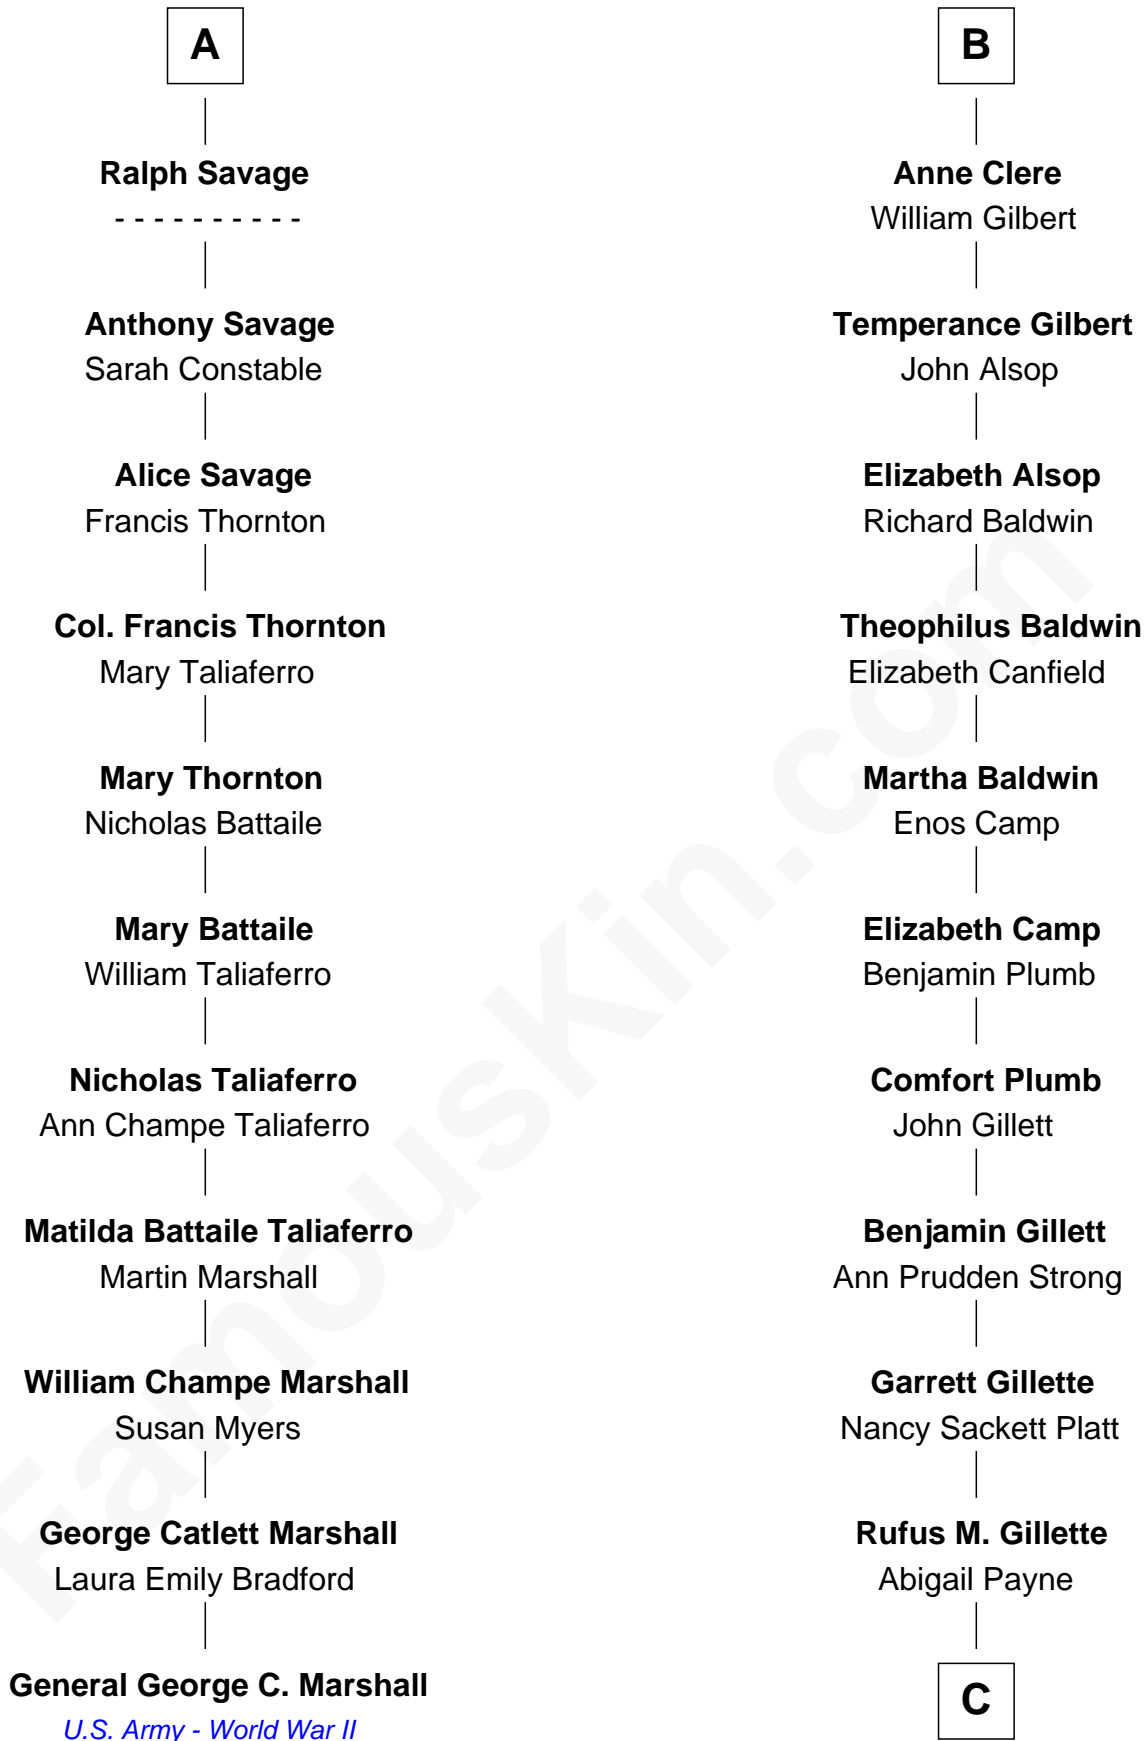 A
Ralph Savage
- - - - - - - - - -
Anthony Savage
Sarah Constable
Alice Savage
Francis Thornton
Col. Francis Thornton
Mary Taliaferro
Mary Thornton
Nicholas Battaile
Mary Battaile
William Taliaferro
Nicholas Taliaferro
Ann Champe Taliaferro
Matilda Battaile Taliaferro
Martin Marshall
William Champe Marshall
Susan Myers
George Catlett Marshall
Laura Emily Bradford
General George C. Marshall
U.S. Army - World War II
B
Anne Clere
William Gilbert
Temperance Gilbert
John Alsop
Elizabeth Alsop
Richard Baldwin
Theophilus Baldwin
Elizabeth Canfield
Martha Baldwin
Enos Camp
Elizabeth Camp
Benjamin Plumb
Comfort Plumb
John Gillett
Benjamin Gillett
Ann Prudden Strong
Garrett Gillette
Nancy Sackett Platt
Rufus M. Gillette
Abigail Payne
C
FamousKin.com